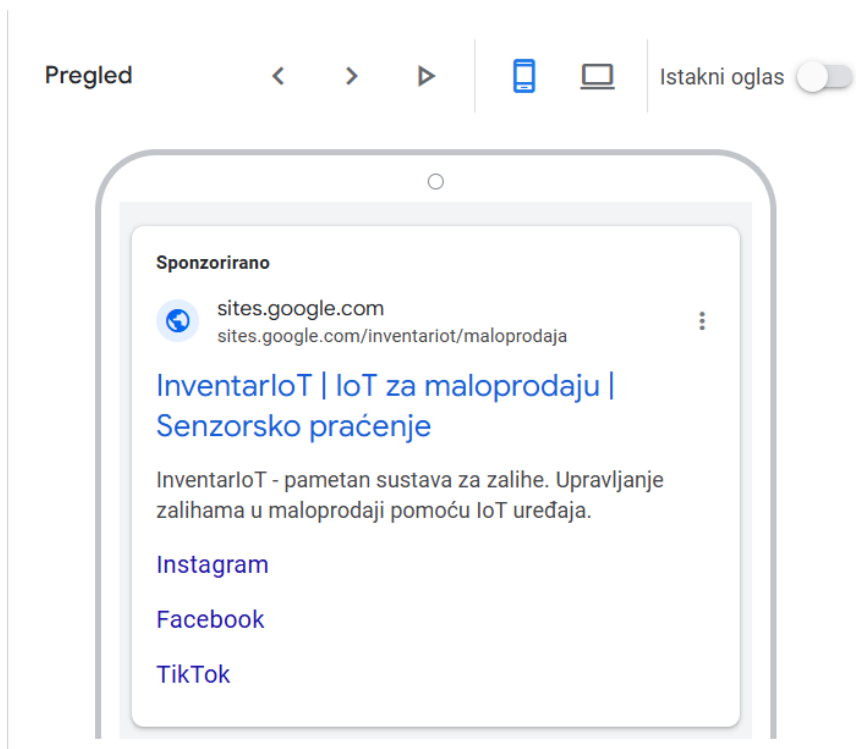 Pregled
Istakni oglas
Sponzorirano
sites.google.com
sites.google.com/inventariot/maloprodaja
InventarIoT | IoT za maloprodaju |
Senzorsko praćenje
InventarIoT - pametan sustava za zalihe. Upravljanje
zalihama u maloprodaji pomoću IoT uređaja.
Instagram
Facebook
TikTok